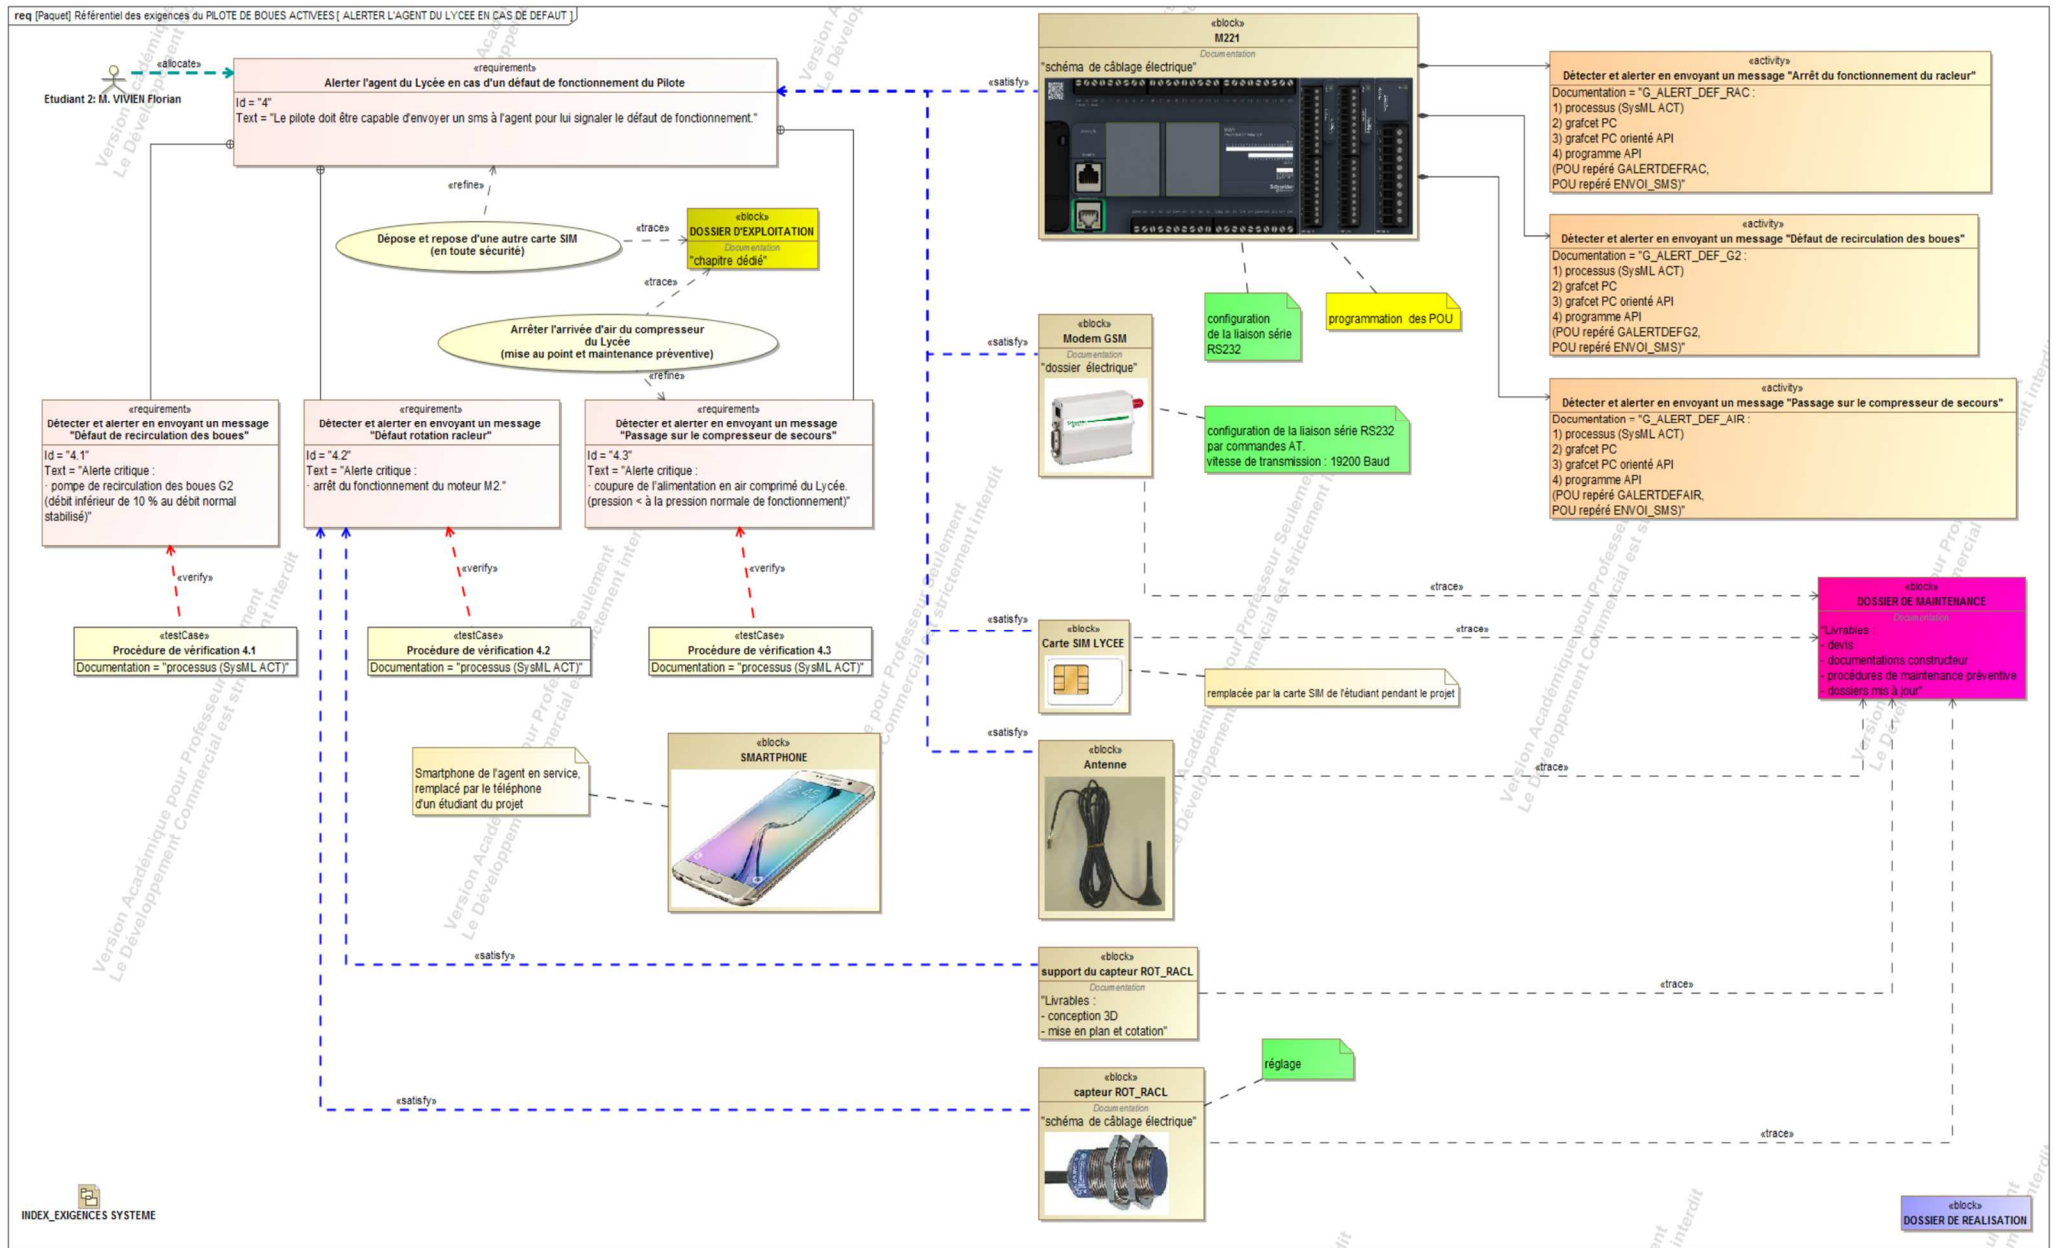 req [Paquet] Référentiel des exigences du PILOTE DE BOUES ACTIVEES [ ALERTER L'AGENT DU LYCEE EN CAS DE DEFAUT ]
Etudiant 2: M. VIVIEN Florian
«allocate»
«requirement»
Alerter l'agent du Lycée en cas d'un défaut de fonctionnement du Pilote
Id = "4"
Text = "Le pilote doit être capable d'envoyer un sms à l'agent pour lui signaler le défaut de fonctionnement."
«satisfy»
«block»
M221
Documentation
"schéma de câblage électrique"
«activity»
Détecter et alerter en envoyant un message "Arrêt du fonctionnement du racleur"
Documentation = "G_ALERT_DEF_RAC :
1) processus (SysML ACT)
2) grafcet PC
3) grafcet PC orienté API
4) programme API
(POU repéré GALERTDEFRAC,
POU repéré ENVOI_SMS)"
«refine»
Dépose et repose d'une autre carte SIM
(en toute sécurité)
«trace»
«block»
DOSSIER D'EXPLOITATION
Documentation
"chapitre dédié"
«trace»
Arrêter l'arrivée d'air du compresseur
du Lycée
(mise au point et maintenance préventive)
«refine»
configuration
de la liaison série
RS232
programmation des POU
«activity»
Détecter et alerter en envoyant un message "Défaut de recirculation des boues"
Documentation = "G_ALERT_DEF_G2 :
1) processus (SysML ACT)
2) grafcet PC
3) grafcet PC orienté API
4) programme API
(POU repéré GALERTDEFG2,
POU repéré ENVOI_SMS)"
«satisfy»
«block»
Modem GSM
Documentation
"dossier électrique"
configuration de la liaison série RS232
par commandes AT.
vitesse de transmission : 19200 Baud
«activity»
Détecter et alerter en envoyant un message "Passage sur le compresseur de secours"
Documentation = "G_ALERT_DEF_AIR :
1) processus (SysML ACT)
2) grafcet PC
3) grafcet PC orienté API
4) programme API
(POU repéré GALERTDEFAIR,
POU repéré ENVOI_SMS)"
«requirement»
Détecter et alerter en envoyant un message
"Défaut de recirculation des boues"
Id = "4.1"
Text = "Alerte critique :
· pompe de recirculation des boues G2
(débit inférieur de 10 % au débit normal
stabilisé)"
«requirement»
Détecter et alerter en envoyant un message
"Défaut rotation racleur"
Id = "4.2"
Text = "Alerte critique :
· arrêt du fonctionnement du moteur M2."
«requirement»
Détecter et alerter en envoyant un message
"Passage sur le compresseur de secours"
Id = "4.3"
Text = "Alerte critique :
· coupure de l'alimentation en air comprimé du Lycée.
(pression < à la pression normale de fonctionnement)"
«verify»
«verify»
«verify»
«testCase»
Procédure de vérification 4.1
Documentation = "processus (SysML ACT)"
«testCase»
Procédure de vérification 4.2
Documentation = "processus (SysML ACT)"
«testCase»
Procédure de vérification 4.3
Documentation = "processus (SysML ACT)"
«trace»
«block»
DOSSIER DE MAINTENANCE
Documentation
"Livrables :
- devis
- documentations constructeur
- procédures de maintenance préventive
- dossiers mis à jour"
«satisfy»
«block»
Carte SIM LYCEE
«trace»
remplacée par la carte SIM de l'étudiant pendant le projet
Smartphone de l'agent en service,
remplacé par le téléphone
d'un étudiant du projet
«block»
SMARTPHONE
«satisfy»
«block»
Antenne
«trace»
«satisfy»
«block»
support du capteur ROT_RACL
Documentation
"Livrables :
- conception 3D
- mise en plan et cotation"
«trace»
réglage
«satisfy»
«block»
capteur ROT_RACL
Documentation
"schéma de câblage électrique"
«trace»
INDEX_EXIGENCES SYSTEME
«block»
DOSSIER DE REALISATION
Version Académique pour Professeur Seulement
Le Développement Commercial est strictement interdit